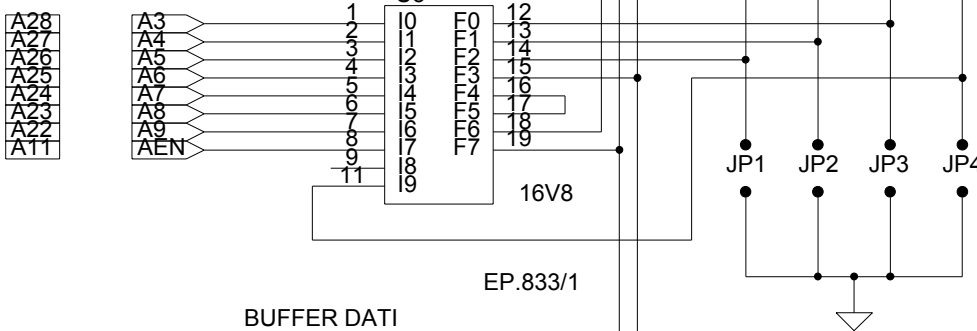 A28 A3 1 I0 F0 12
A27 A4 2 I1 F1 13
A26 A5 3 I2 F2 14
A25 A6 4 I3 F3 15
A24 A7 5 I4 F4 16
A23 A8 6 I5 F5 17
A22 A9 7 I6 F6 18
A11 AEN 8 I7 F7 19
9 I8
11 I9
16V8
JP1 JP2 JP3 JP4
EP.833/1
BUFFER DATI